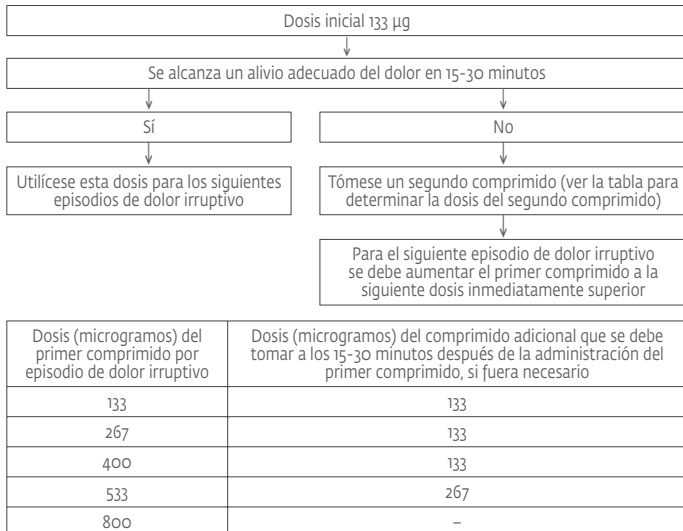 Dosis inicial 133 µg
Se alcanza un alivio adecuado del dolor en 15-30 minutos
Sí
No
Utilícese esta dosis para los siguientes
episodios de dolor irruptivo
Tómese un segundo comprimido (ver la tabla para
determinar la dosis del segundo comprimido)
Para el siguiente episodio de dolor irruptivo
se debe aumentar el primer comprimido a la
siguiente dosis inmediatamente superior
Dosis (microgramos) del
primer comprimido por
episodio de dolor irruptivo
Dosis (microgramos) del comprimido adicional que se debe
tomar a los 15-30 minutos después de la administración del
primer comprimido, si fuera necesario
133 133
267 133
400 133
533 267
800 –